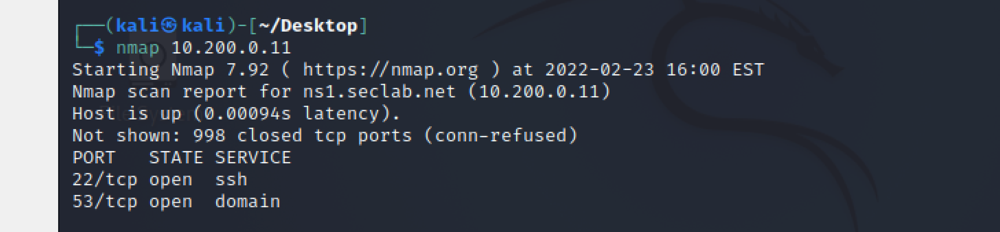 ┌──(kali㉿kali)-[~/Desktop]
└─$ nmap 10.200.0.11
Starting Nmap 7.92 ( https://nmap.org ) at 2022-02-23 16:00 EST
Nmap scan report for ns1.seclab.net (10.200.0.11)
Host is up (0.00094s latency).
Not shown: 998 closed tcp ports (conn-refused)
PORT   STATE SERVICE
22/tcp open  ssh
53/tcp open  domain